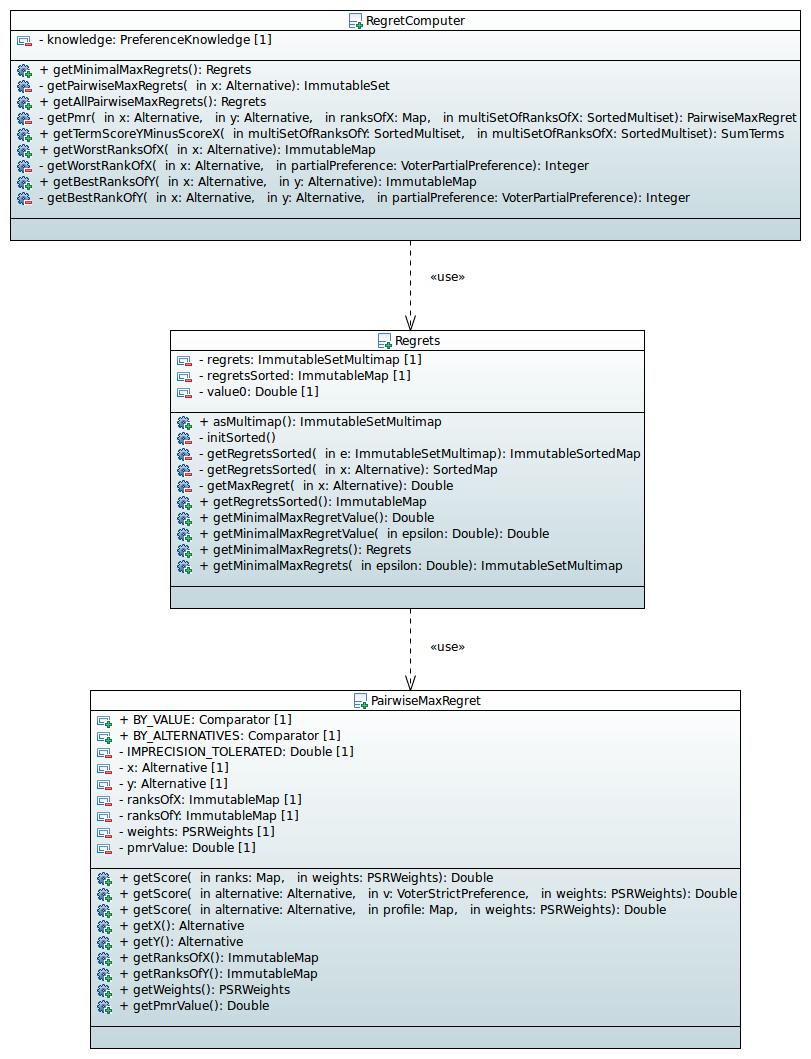 RegretComputer
- knowledge: PreferenceKnowledge [1]
+ getMinimalMaxRegrets(): Regrets
- getPairwiseMaxRegrets(  in x: Alternative): ImmutableSet
+ getAllPairwiseMaxRegrets(): Regrets
- getPmr(  in x: Alternative,   in y: Alternative,   in ranksOfX: Map,   in multiSetOfRanksOfX: SortedMultiset): PairwiseMaxRegret
+ getTermScoreYMinusScoreX(  in multiSetOfRanksOfY: SortedMultiset,   in multiSetOfRanksOfX: SortedMultiset): SumTerms
+ getWorstRanksOfX(  in x: Alternative): ImmutableMap
- getWorstRankOfX(  in x: Alternative,   in partialPreference: VoterPartialPreference): Integer
+ getBestRanksOfY(  in x: Alternative,   in y: Alternative): ImmutableMap
- getBestRankOfY(  in x: Alternative,   in y: Alternative,   in partialPreference: VoterPartialPreference): Integer
«use»
Regrets
- regrets: ImmutableSetMultimap [1]
- regretsSorted: ImmutableMap [1]
- value0: Double [1]
+ asMultimap(): ImmutableSetMultimap
- initSorted()
- getRegretsSorted(  in e: ImmutableSetMultimap): ImmutableSortedMap
- getRegretsSorted(  in x: Alternative): SortedMap
- getMaxRegret(  in x: Alternative): Double
+ getRegretsSorted(): ImmutableMap
+ getMinimalMaxRegretValue(): Double
+ getMinimalMaxRegretValue(  in epsilon: Double): Double
+ getMinimalMaxRegrets(): Regrets
+ getMinimalMaxRegrets(  in epsilon: Double): ImmutableSetMultimap
«use»
PairwiseMaxRegret
+ BY_VALUE: Comparator [1]
+ BY_ALTERNATIVES: Comparator [1]
- IMPRECISION_TOLERATED: Double [1]
- x: Alternative [1]
- y: Alternative [1]
- ranksOfX: ImmutableMap [1]
- ranksOfY: ImmutableMap [1]
- weights: PSRWeights [1]
- pmrValue: Double [1]
+ getScore(  in ranks: Map,   in weights: PSRWeights): Double
+ getScore(  in alternative: Alternative,   in v: VoterStrictPreference,   in weights: PSRWeights): Double
+ getScore(  in alternative: Alternative,   in profile: Map,   in weights: PSRWeights): Double
+ getX(): Alternative
+ getY(): Alternative
+ getRanksOfX(): ImmutableMap
+ getRanksOfY(): ImmutableMap
+ getWeights(): PSRWeights
+ getPmrValue(): Double